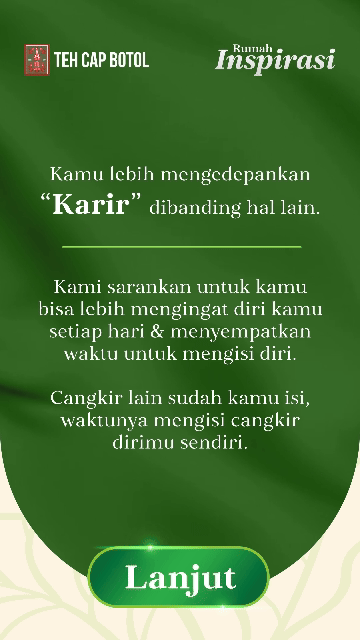 TEH CAP BOTOL
Rumah
Inspirasi
Kamu lebih mengedepankan
“Karir” dibanding hal lain.
Kami sarankan untuk kamu
bisa lebih mengingat diri kamu
setiap hari & menyempatkan
waktu untuk mengisi diri.
Cangkir lain sudah kamu isi,
waktunya mengisi cangkir
dirimu sendiri.
Lanjut